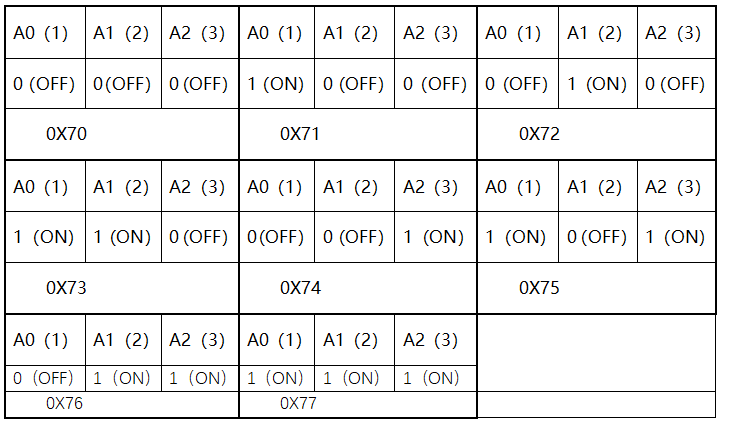 A0 (1) A1 (2) A2 (3) A0 (1) A1 (2) A2 (3) A0 (1) A1 (2) A2 (3)
0 (OFF) 0(OFF) 0 (OFF) 1 (ON) 0 (OFF) 0 (OFF) 0 (OFF) 1 (ON) 0 (OFF)
0X70 0X71 0X72
A0 (1) A1 (2) A2 (3) A0 (1) A1 (2) A2 (3) A0 (1) A1 (2) A2 (3)
1 (ON) 1 (ON) 0 (OFF) 0(OFF) 0 (OFF) 1 (ON) 1 (ON) 0 (OFF) 1 (ON)
0X73 0X74 0X75
A0 (1) A1 (2) A2 (3) A0 (1) A1 (2) A2 (3)
0 (OFF) 1 (ON) 1 (ON) 1 (ON) 1 (ON) 1 (ON)
0X76 0X77